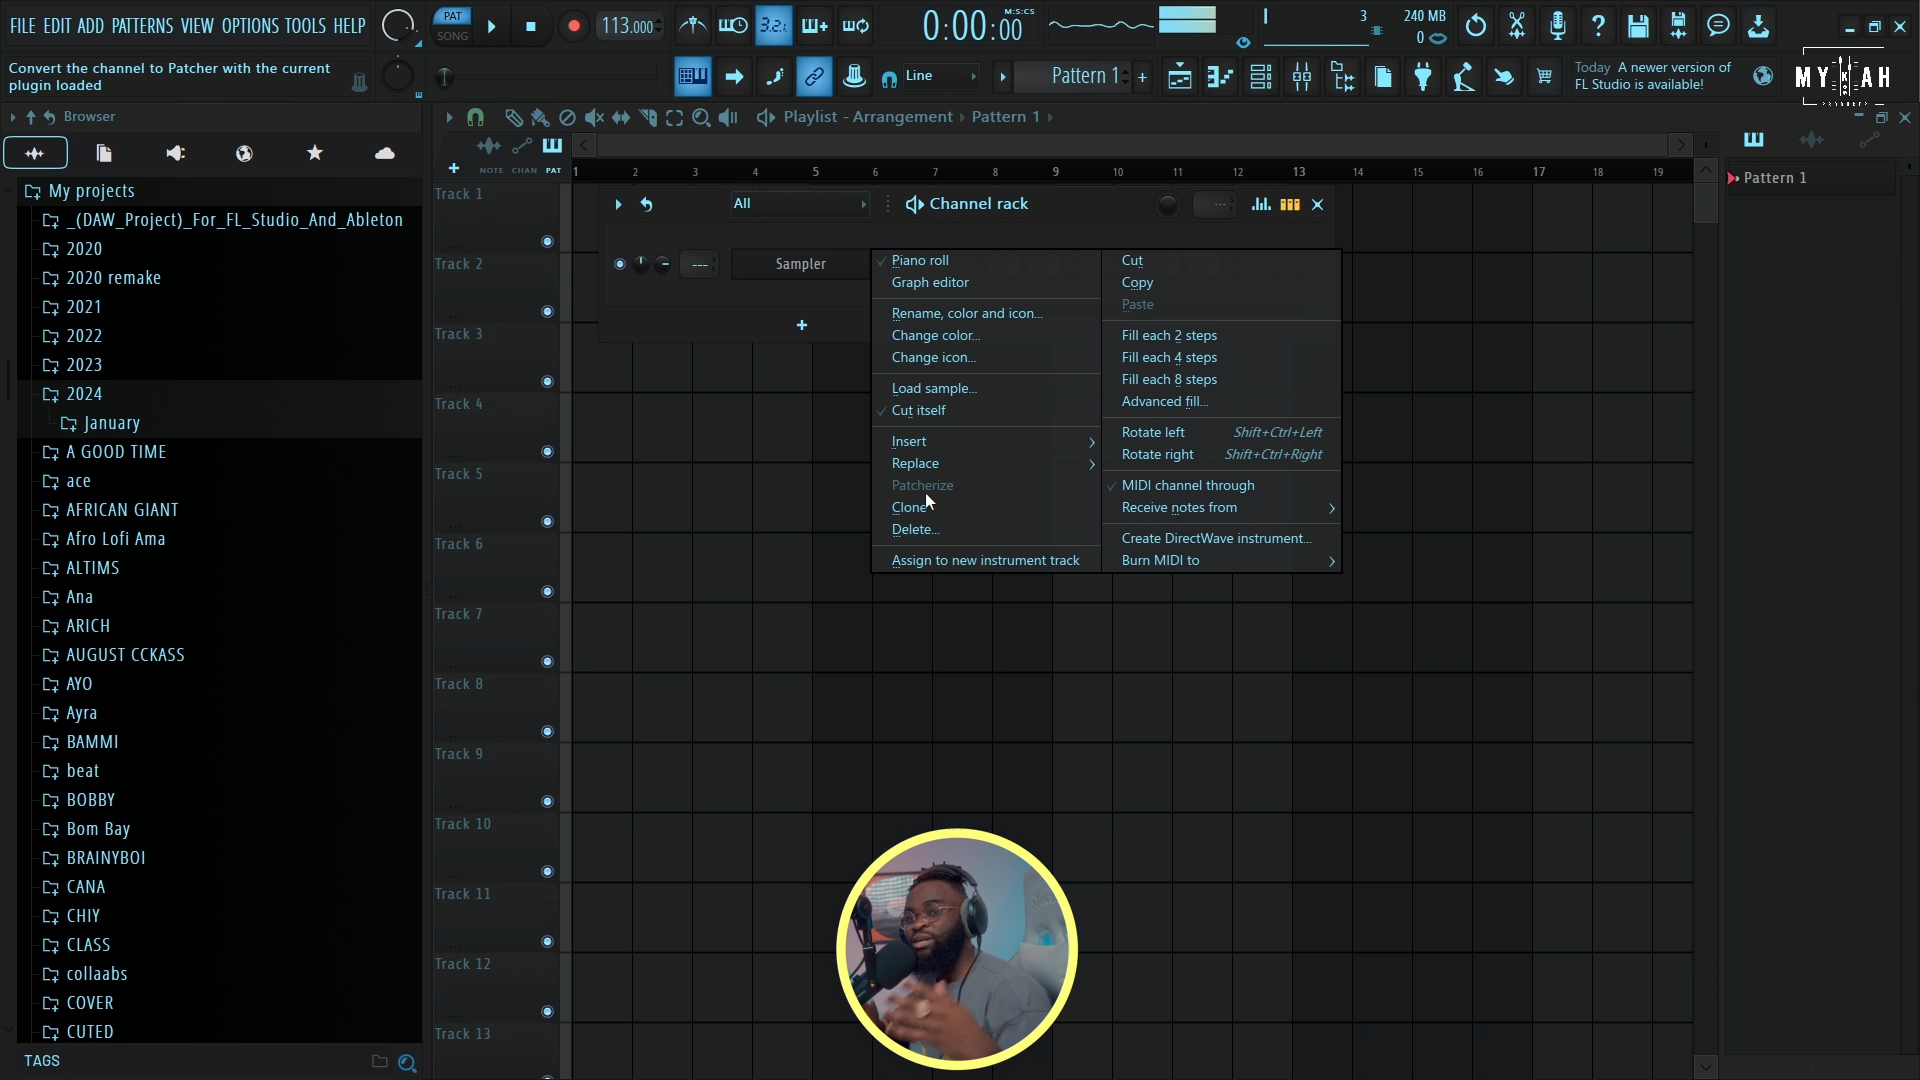 FILE EDIT ADD PATTERNS VIEW OPTIONS TOOLS HELP
PAT
SONG
113.000
3.2.
0:00:00
M:S:CS
3
240 MB
0
Convert the channel to Patcher with the current
plugin loaded
Line
Pattern 1
+
Today A newer version of
FL Studio is available!
MYKAH
Browser
Playlist - Arrangement
Pattern 1
NOTE CHAN PAT
1 2 3 4 5 6 7 8 9 10 11 12 13 14 15 16 17 18 19
Pattern 1
My projects
_(DAW_Project)_For_FL_Studio_And_Ableton
2020
2020 remake
2021
2022
2023
2024
January
A GOOD TIME
ace
AFRICAN GIANT
Afro Lofi Ama
ALTIMS
Ana
ARICH
AUGUST CCKASS
AYO
Ayra
BAMMI
beat
BOBBY
Bom Bay
BRAINYBOI
CANA
CHIY
CLASS
collaabs
COVER
CUTED
TAGS
Track 1
Track 2
Track 3
Track 4
Track 5
Track 6
Track 7
Track 8
Track 9
Track 10
Track 11
Track 12
Track 13
All
Channel rack
---
Sampler
+
Piano roll
Graph editor
Rename, color and icon...
Change color...
Change icon...
Load sample...
Cut itself
Insert
Replace
Patcherize
Clone
Delete...
Assign to new instrument track
Cut
Copy
Paste
Fill each 2 steps
Fill each 4 steps
Fill each 8 steps
Advanced fill...
Rotate left Shift+Ctrl+Left
Rotate right Shift+Ctrl+Right
MIDI channel through
Receive notes from
Create DirectWave instrument...
Burn MIDI to